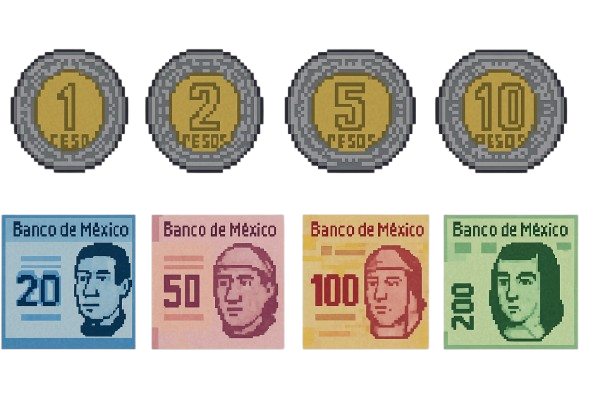 1
PESO
2
PESOS
5
PESOS
10
PESOS
Banco de México
20
Banco de México
50
Banco de México
100
Banco de México
200